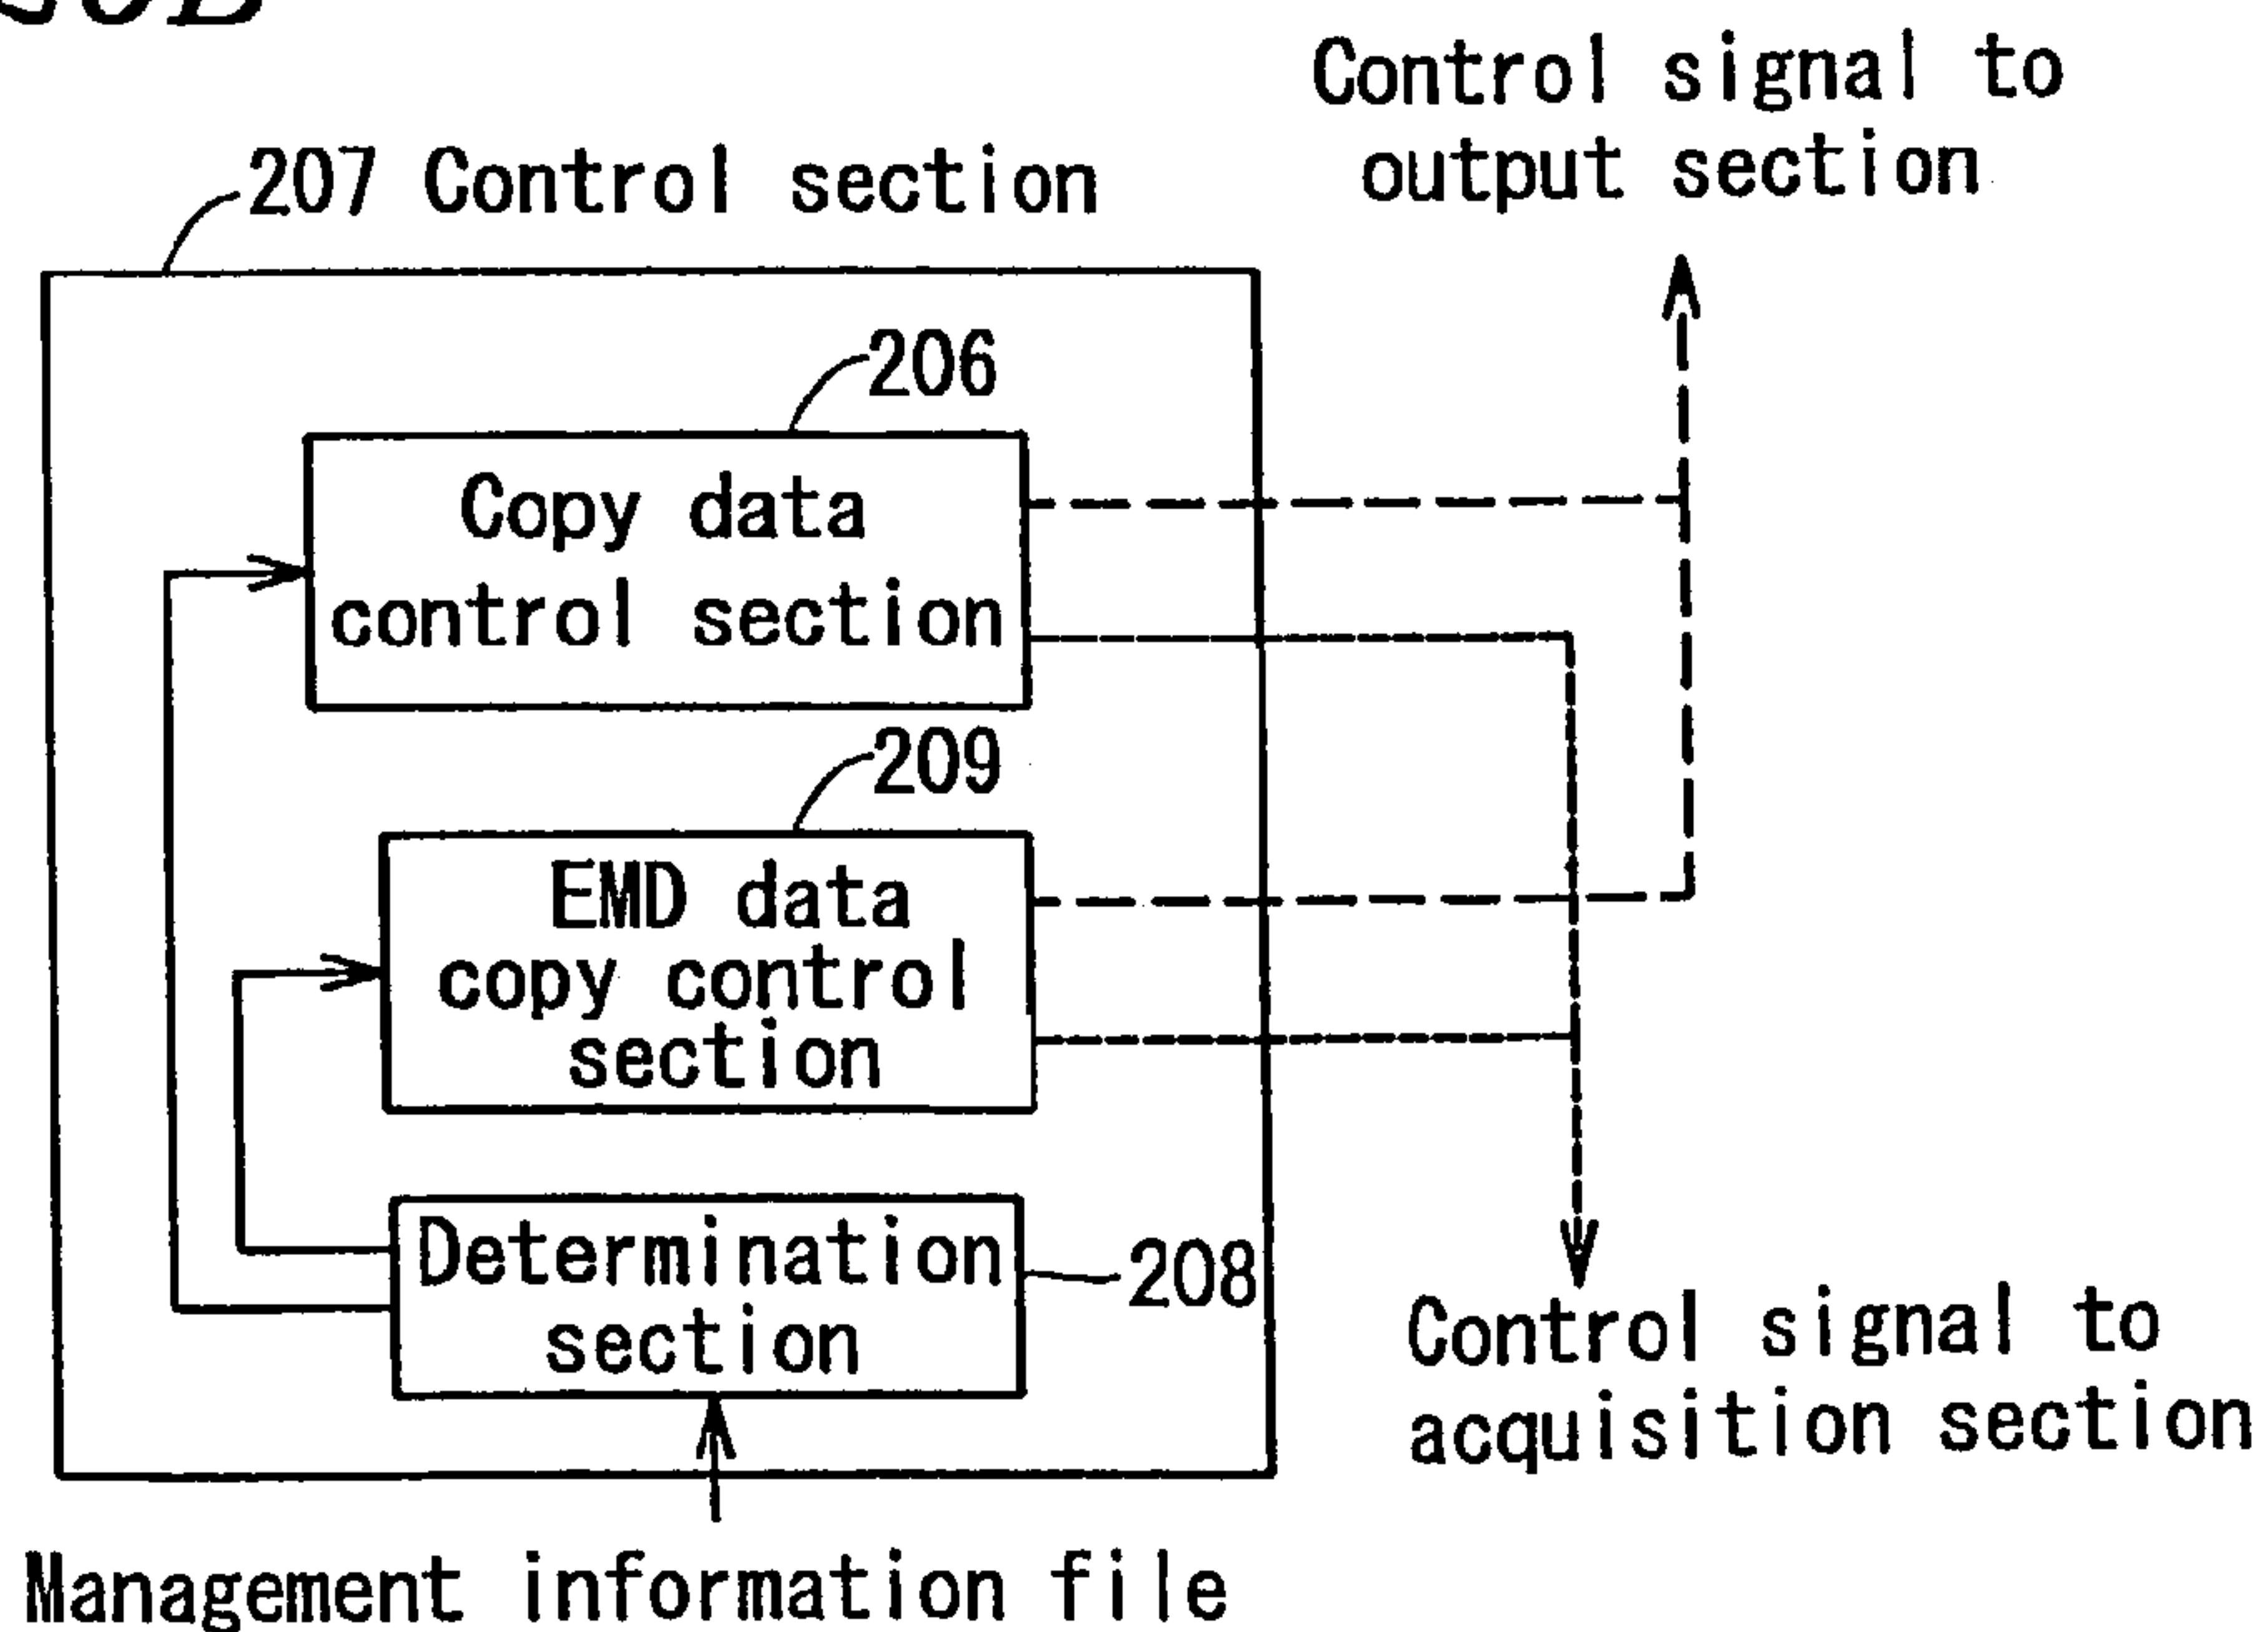 Control signal to
output section
207 Control section
206
Copy data
control section
209
EMD data
copy control
section
Determination
section
208
Control signal to
acquisition section
Management information file